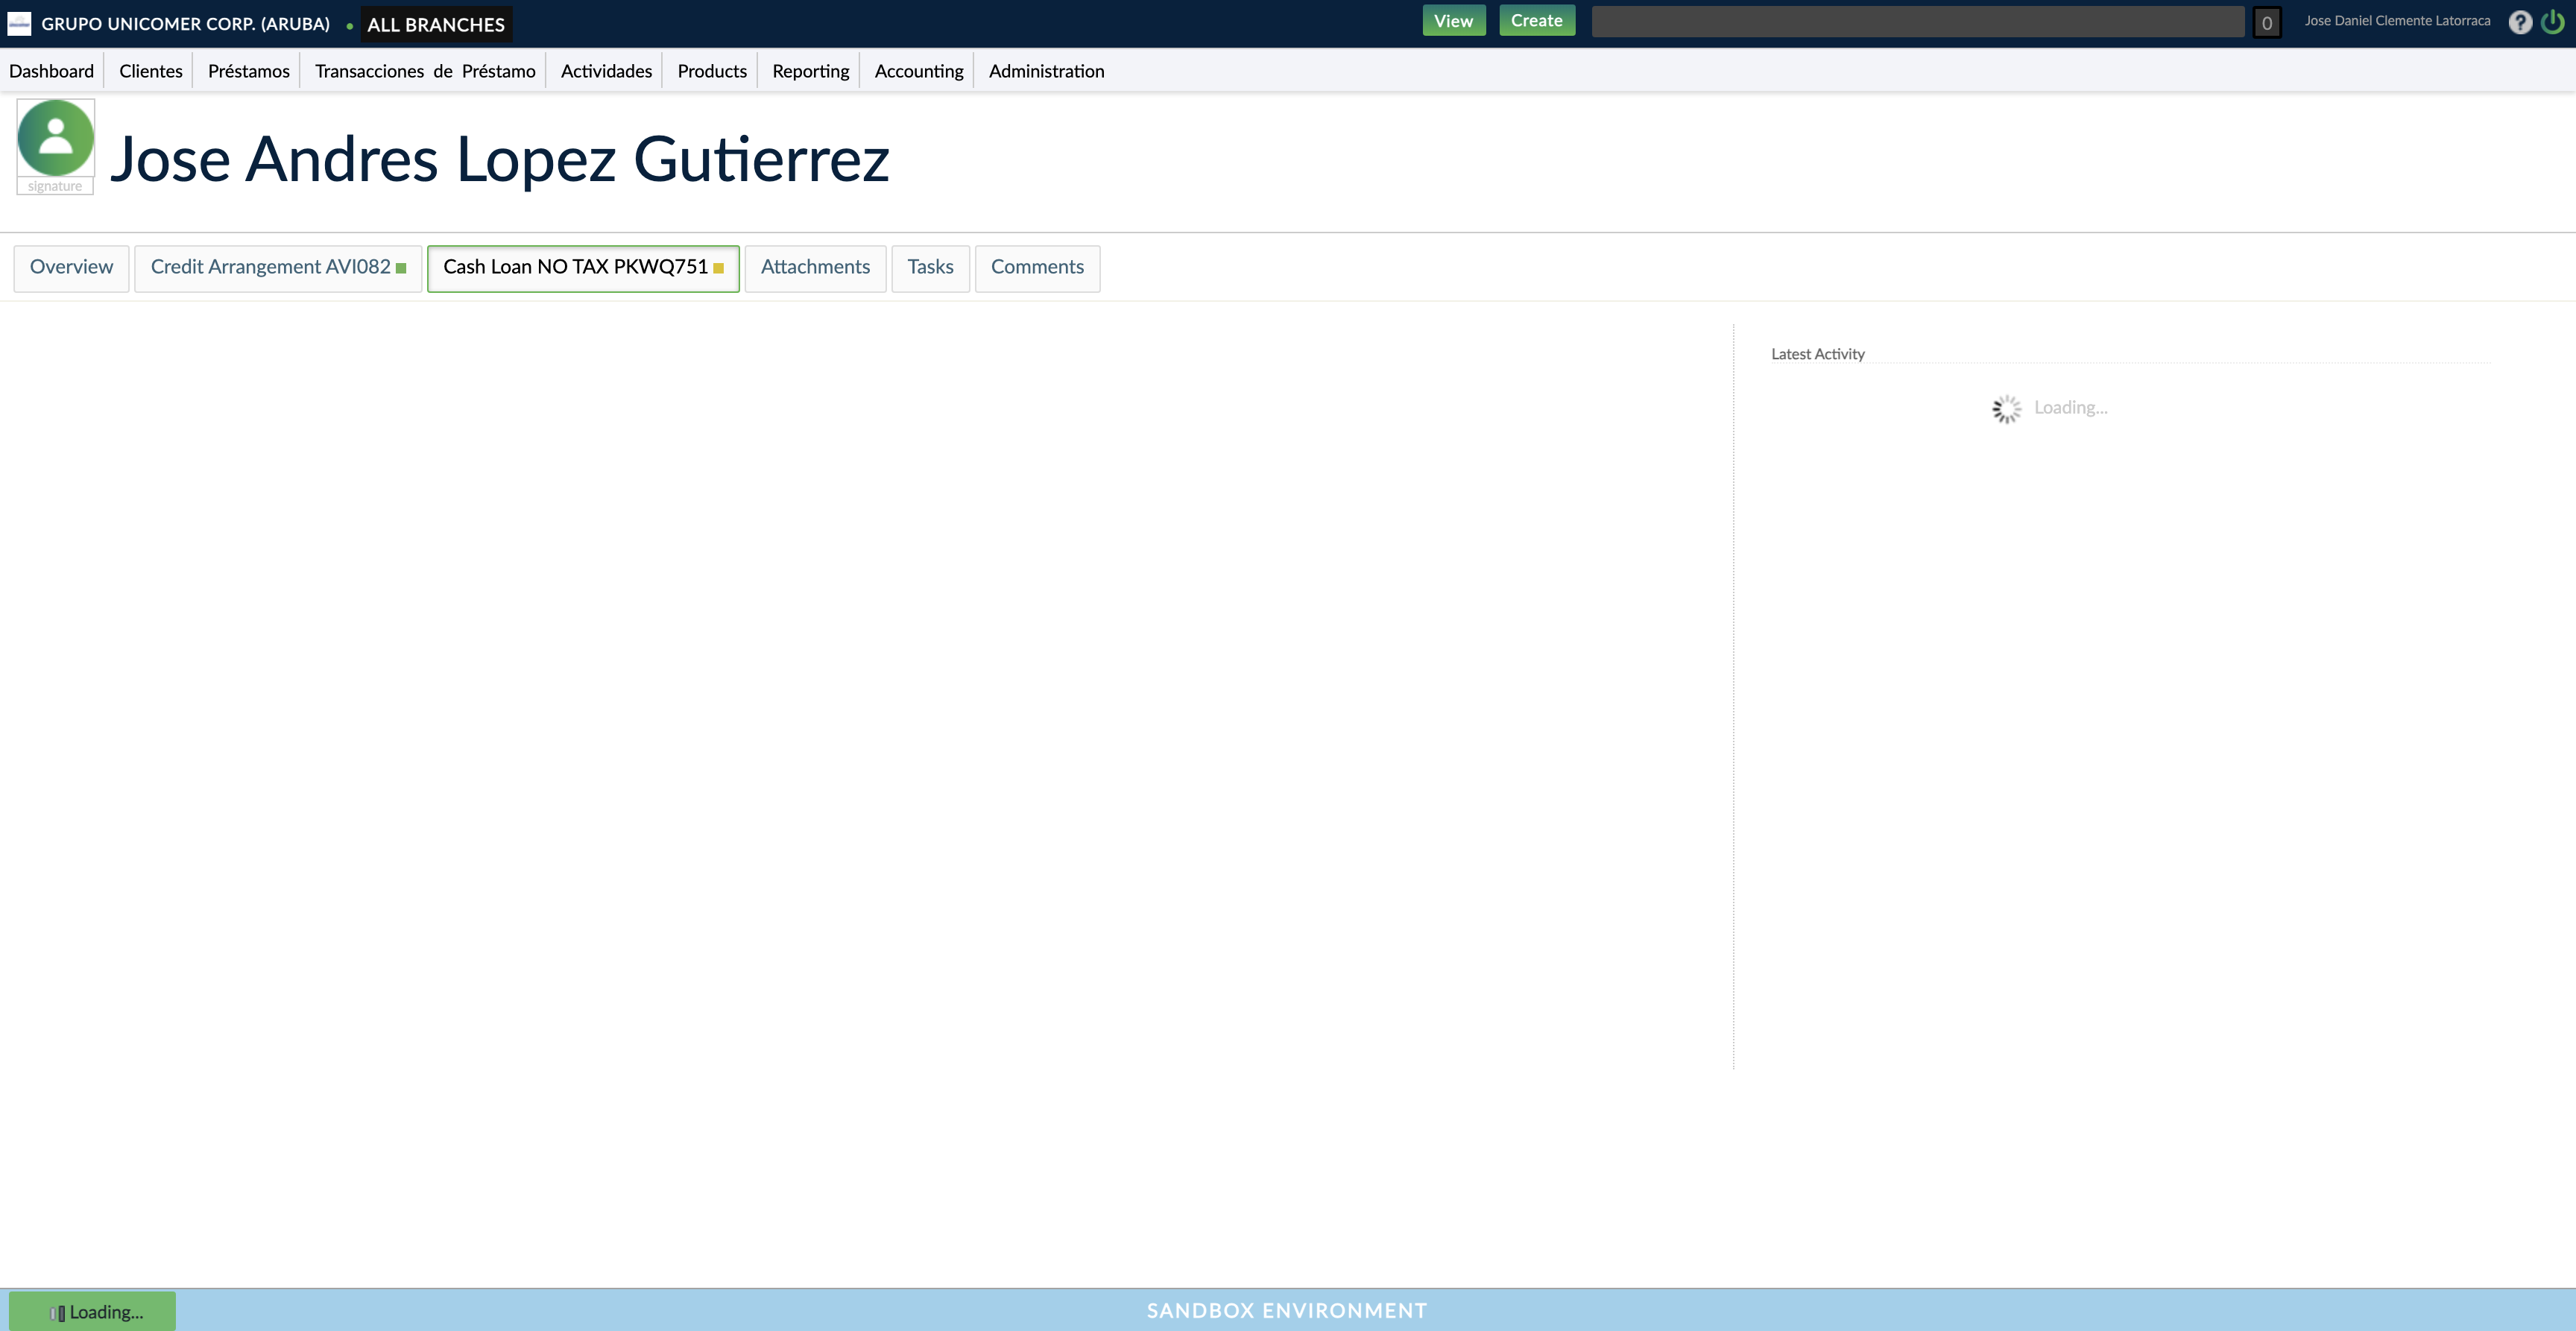 GRUPO UNICOMER CORP. (ARUBA) • ALL BRANCHES View Create 0 Jose Daniel Clemente Latorraca ?
Dashboard Clientes Préstamos Transacciones de Préstamo Actividades Products Reporting Accounting Administration
Jose Andres Lopez Gutierrez
signature
Overview Credit Arrangement AVI082 Cash Loan NO TAX PKWQ751 Attachments Tasks Comments
Latest Activity
Loading...
Loading... SANDBOX ENVIRONMENT